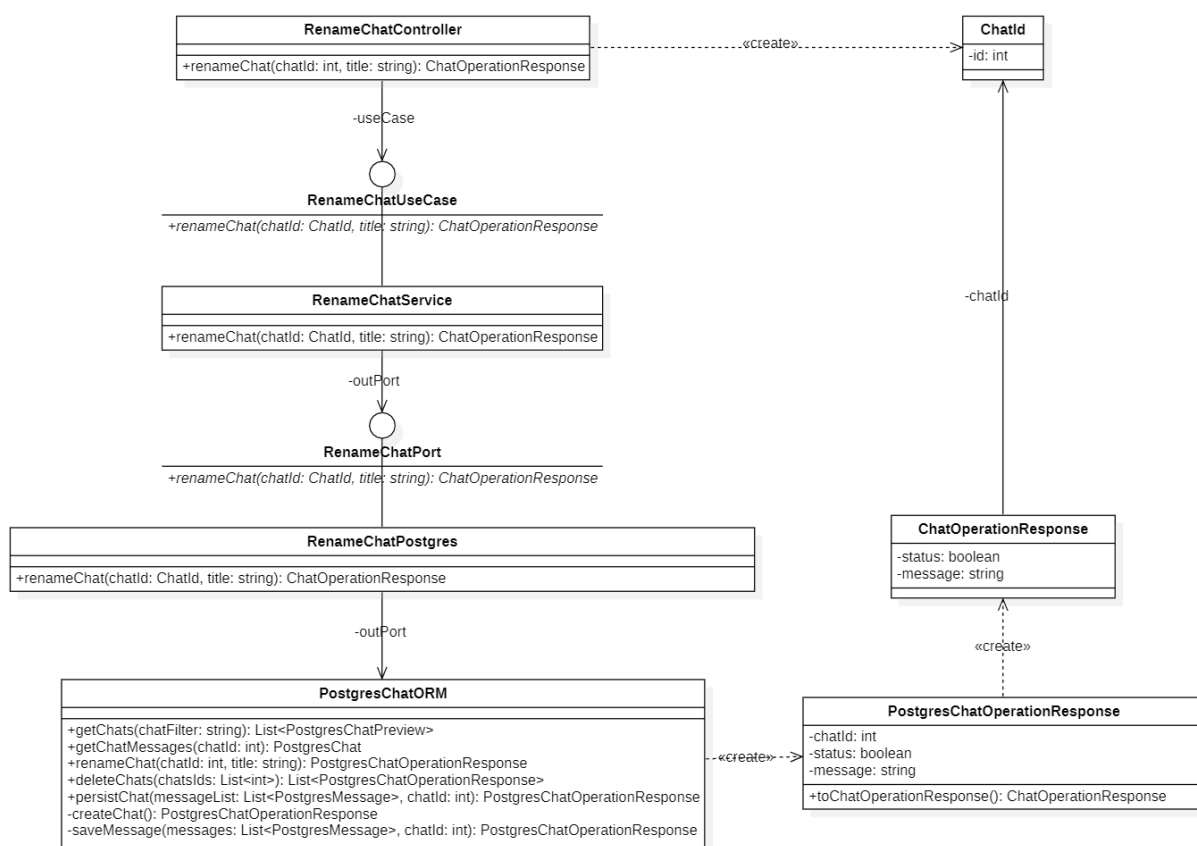 RenameChatController
+renameChat(chatId: int, title: string): ChatOperationResponse
«create»
ChatId
-id: int
-useCase
RenameChatUseCase
+renameChat(chatId: ChatId, title: string): ChatOperationResponse
RenameChatService
+renameChat(chatId: ChatId, title: string): ChatOperationResponse
-chatId
-outPort
RenameChatPort
+renameChat(chatId: ChatId, title: string): ChatOperationResponse
RenameChatPostgres
+renameChat(chatId: ChatId, title: string): ChatOperationResponse
ChatOperationResponse
-status: boolean
-message: string
-outPort
«create»
PostgresChatORM
+getChats(chatFilter: string): List<PostgresChatPreview>
+getChatMessages(chatId: int): PostgresChat
+renameChat(chatId: int, title: string): PostgresChatOperationResponse
+deleteChats(chatsIds: List<int>): List<PostgresChatOperationResponse>
+persistChat(messageList: List<PostgresMessage>, chatId: int): PostgresChatOperationResponse
-createChat(): PostgresChatOperationResponse
-saveMessage(messages: List<PostgresMessage>, chatId: int): PostgresChatOperationResponse
«create»
PostgresChatOperationResponse
-chatId: int
-status: boolean
-message: string
+toChatOperationResponse(): ChatOperationResponse